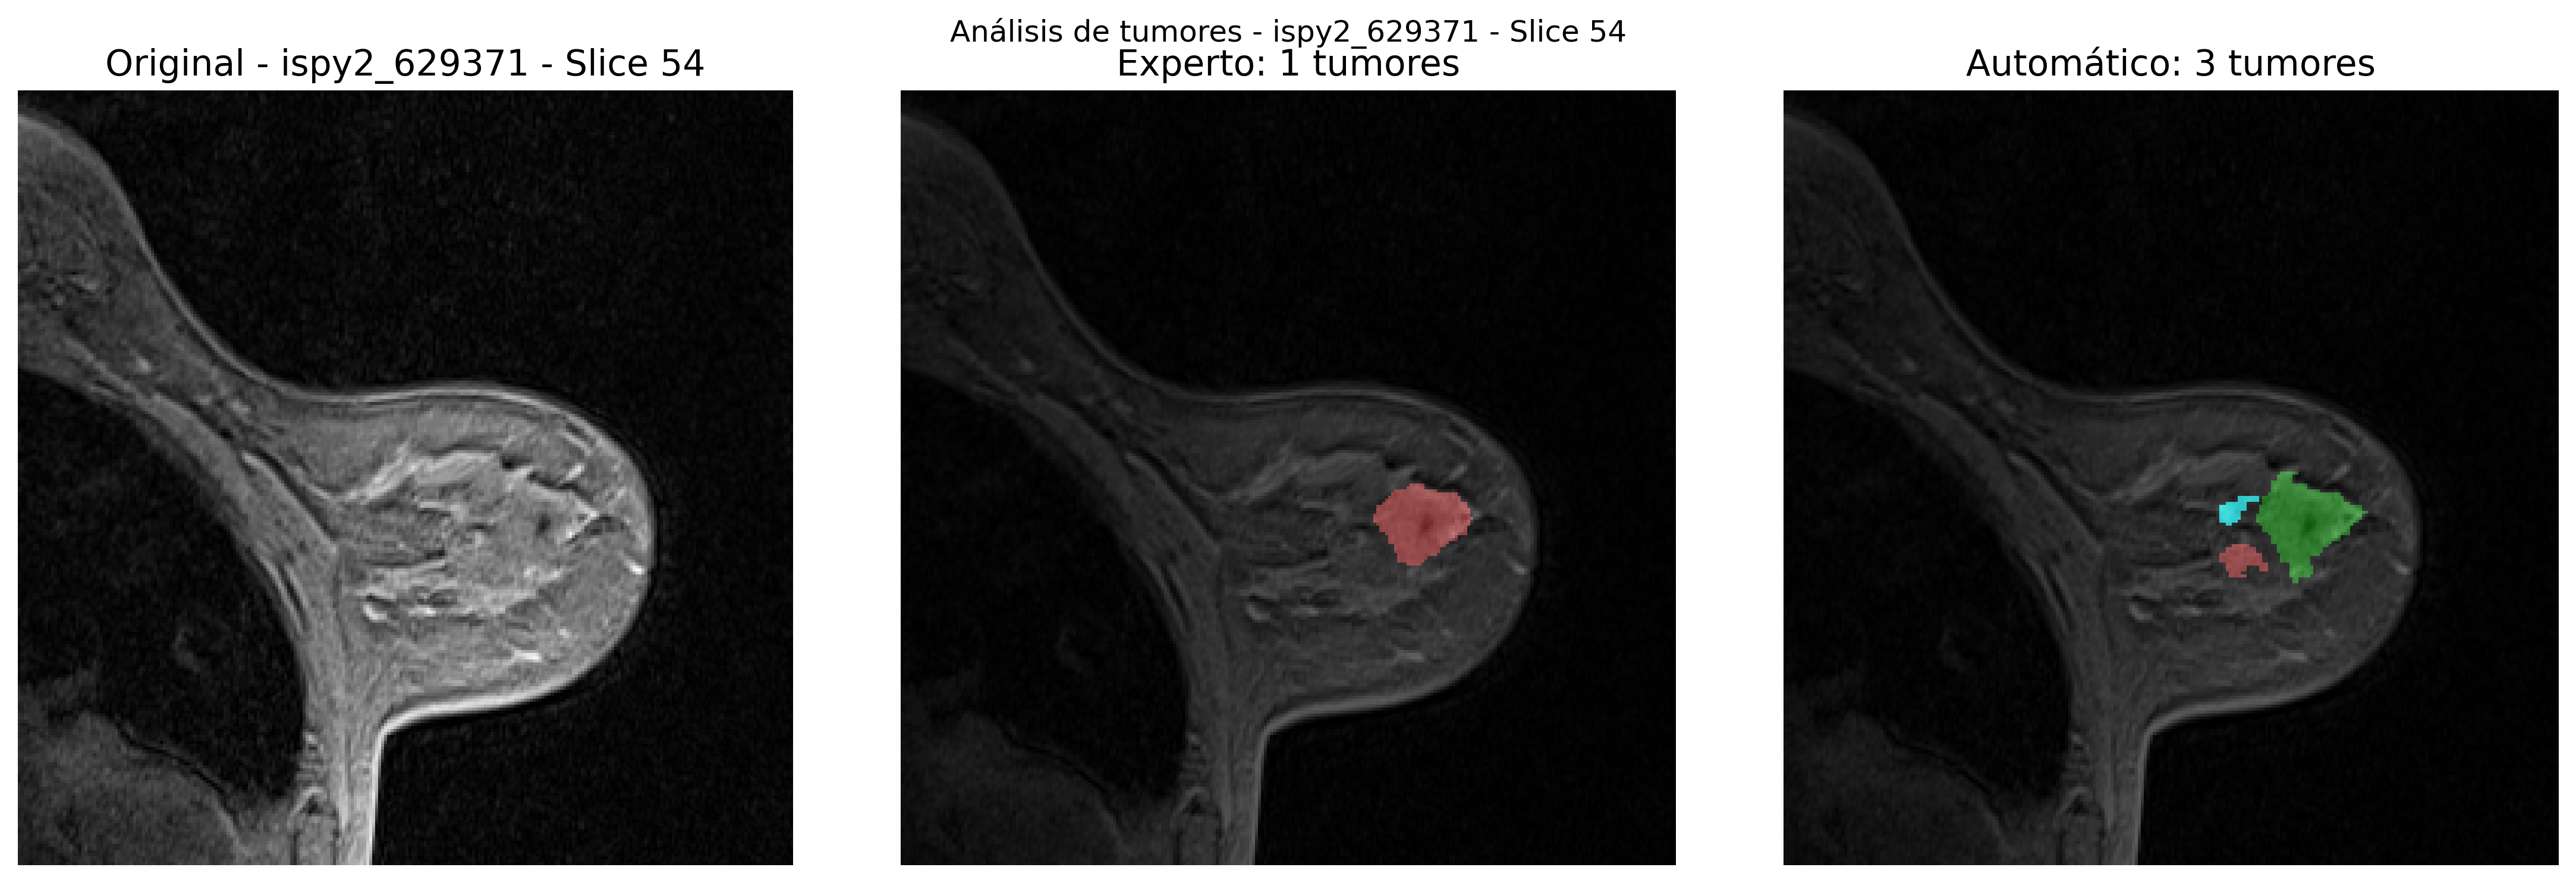 Análisis de tumores - ispy2_629371 - Slice 54
Original - ispy2_629371 - Slice 54
Experto: 1 tumores
Automático: 3 tumores